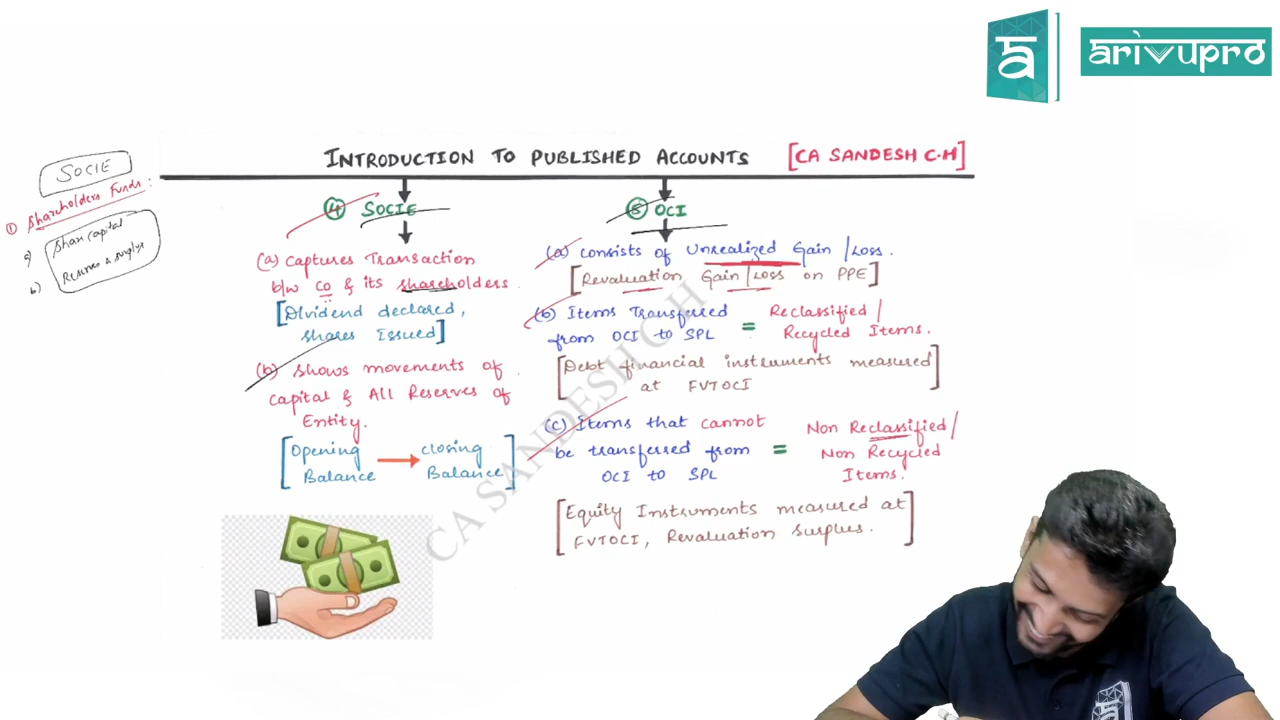 ā
arivupro
INTRODUCTION TO PUBLISHED ACCOUNTS [CA SANDESH C.H]
SOCIE
① Shareholders Funds :
a) Share capital
b) Reserves & surplus
④ SOCIE
(a) Captures Transaction
b/w co & its shareholders.
[Dividend declared,
shares Issued]
(b) Shows movements of
capital & All Reserves of
Entity.
[Opening Balance → closing Balance]
⑤ OCI
(a) consists of Unrealized Gain/Loss.
[Revaluation Gain/Loss on PPE]
(b) Items Transferred
from OCI to SPL
= Reclassified/
Recycled Items.
[Debt financial instruments measured
at FVTOCI]
(c) Items that cannot
be transferred from
OCI to SPL
= Non Reclassified/
Non Recycled
Items.
[Equity Instruments measured at
FVTOCI, Revaluation Surplus.]
CA SANDESH C.H